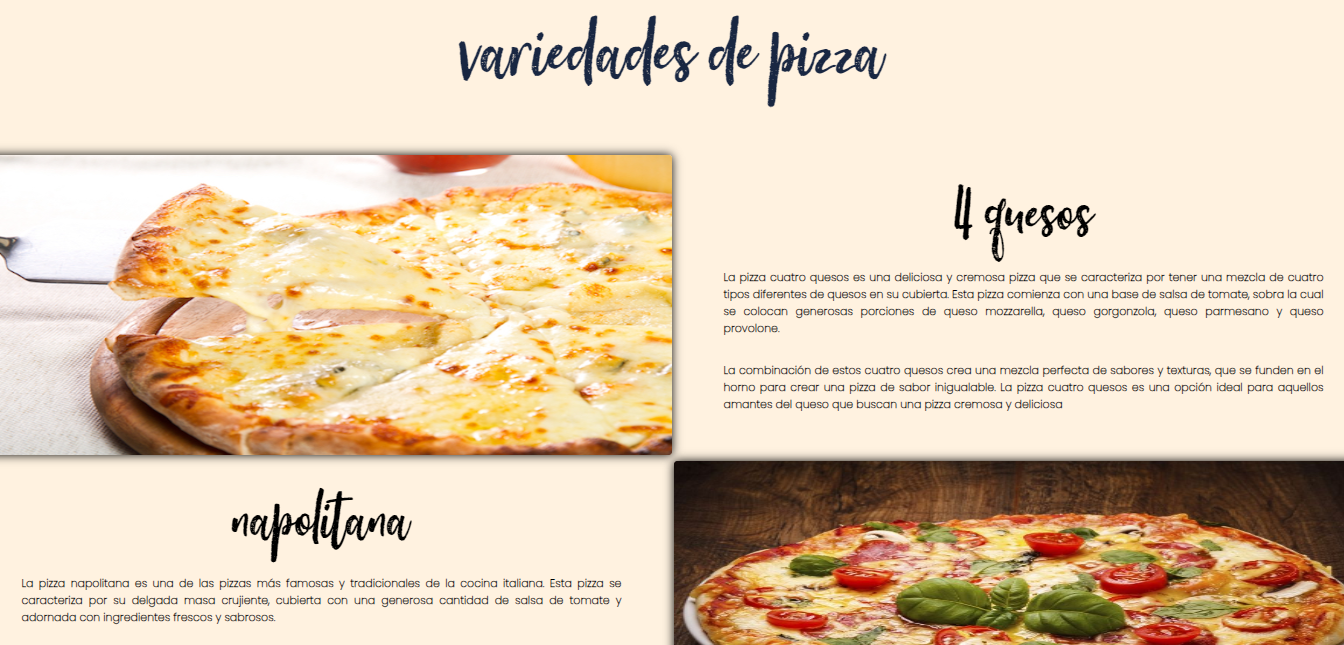 variedades de pizza
4 quesos
La pizza cuatro quesos es una deliciosa y cremosa pizza que se caracteriza por tener una mezcla de cuatro
tipos diferentes de quesos en su cubierta. Esta pizza comienza con una base de salsa de tomate, sobra la cual
se colocan generosas porciones de queso mozzarella, queso gorgonzola, queso parmesano y queso
provolone.
La combinación de estos cuatro quesos crea una mezcla perfecta de sabores y texturas, que se funden en el
horno para crear una pizza de sabor inigualable. La pizza cuatro quesos es una opción ideal para aquellos
amantes del queso que buscan una pizza cremosa y deliciosa
napolitana
La pizza napolitana es una de las pizzas más famosas y tradicionales de la cocina italiana. Esta pizza se
caracteriza por su delgada masa crujiente, cubierta con una generosa cantidad de salsa de tomate y
adornada con ingredientes frescos y sabrosos.